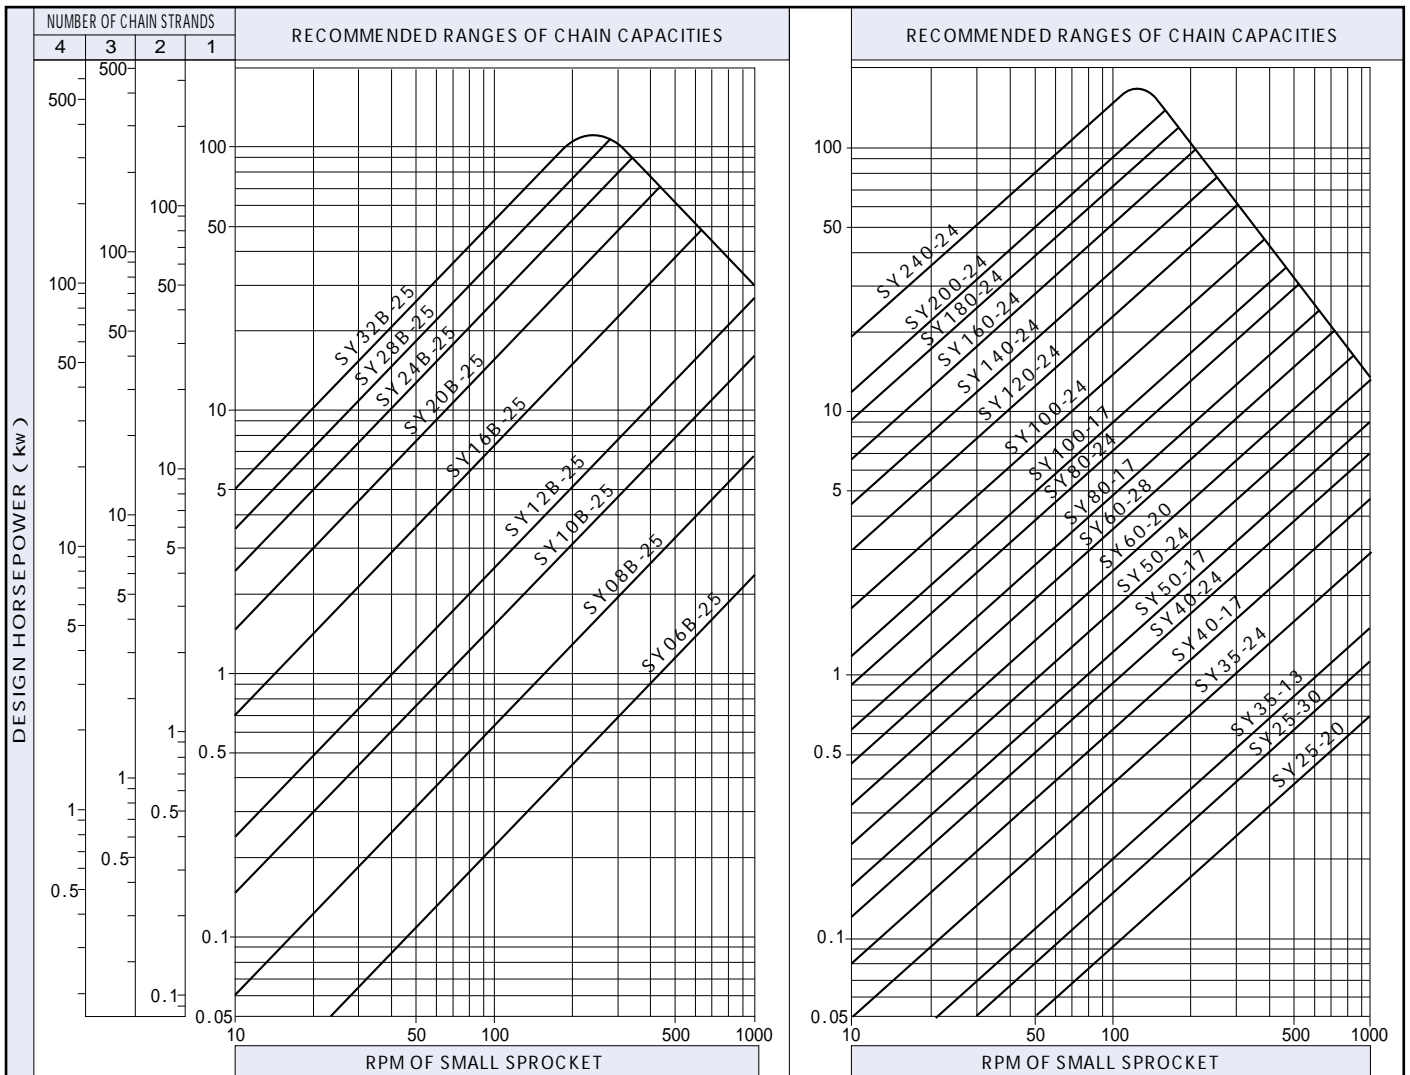 NUMBER OF CHAIN STRANDS
4 3 2 1
RECOMMENDED RANGES OF CHAIN CAPACITIES
RECOMMENDED RANGES OF CHAIN CAPACITIES
DESIGN HORSEPOWER ( kw )
500
100
50
10
5
1
0.5
500
100
50
10
5
1
0.5
100
50
10
5
1
0.5
0.1
100
50
10
5
1
0.5
0.1
0.05
SY32B-25
SY28B-25
SY24B-25
SY20B-25
SY16B-25
SY12B-25
SY10B-25
SY08B-25
SY06B-25
10 50 100 500 1000
RPM OF SMALL SPROCKET
100
50
10
5
1
0.5
0.1
0.05
SY240-24
SY200-24
SY180-24
SY160-24
SY140-24
SY120-24
SY100-24
SY100-17
SY80-24
SY80-17
SY60-28
SY60-20
SY50-24
SY50-17
SY40-24
SY40-17
SY35-24
SY35-13
SY25-30
SY25-20
10 50 100 500 1000
RPM OF SMALL SPROCKET